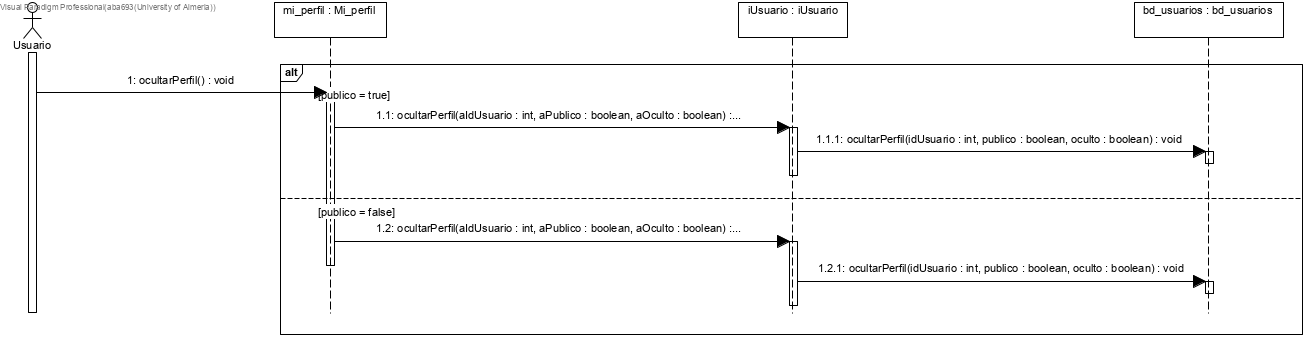 Visual Paradigm Professional(aba693(University of Almeria))
mi_perfil : Mi_perfil
iUsuario : iUsuario
bd_usuarios : bd_usuarios
Usuario
alt
1: ocultarPerfil() : void
[publico = true]
1.1: ocultarPerfil(aIdUsuario : int, aPublico : boolean, aOculto : boolean) :...
1.1.1: ocultarPerfil(idUsuario : int, publico : boolean, oculto : boolean) : void
[publico = false]
1.2: ocultarPerfil(aIdUsuario : int, aPublico : boolean, aOculto : boolean) :...
1.2.1: ocultarPerfil(idUsuario : int, publico : boolean, oculto : boolean) : void